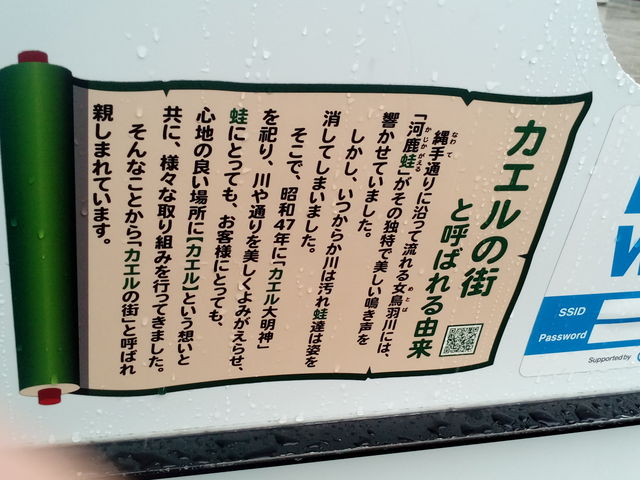 カエルの街
と呼ばれる由来
縄手通りに沿って流れる女鳥羽川には、
「河鹿蛙」がその独特で美しい鳴き声を
響かせていました。
しかし、いつからか川は汚れ蛙達は姿を
消してしまいました。
そこで、昭和47年に「カエル大明神」
を祀り、川や通りを美しくよみがえらせ、
蛙にとっても、お客様にとっても、
心地の良い場所に【カエル】という想いと
共に、様々な取り組みを行ってきました。
そんなことから「カエルの街」と呼ばれ
親しまれています。
SSID
Password
Supported by